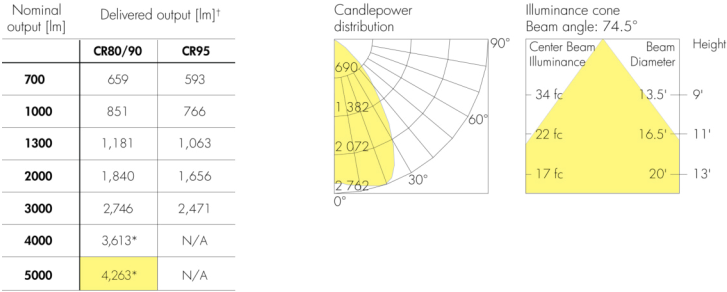 Nominal output [lm]
Delivered output [lm]†
CR80/90 CR95
700 659 593
1000 851 766
1300 1,181 1,063
2000 1,840 1,656
3000 2,746 2,471
4000 3,613* N/A
5000 4,263* N/A
Candlepower
distribution
90°
690
1 382
60°
2 072
30°
2 762
0°
Illuminance cone
Beam angle: 74.5°
Center Beam Illuminance
Beam Diameter
Height
34 fc 13.5' 9'
22 fc 16.5' 11'
17 fc 20' 13'